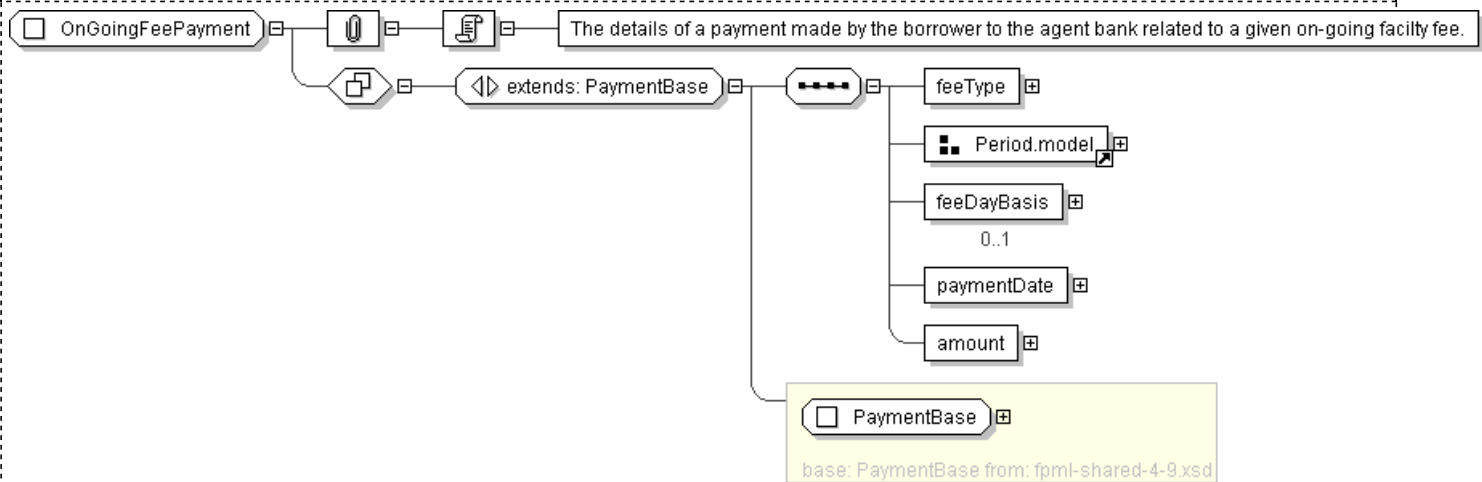 OnGoingFeePayment
The details of a payment made by the borrower to the agent bank related to a given on-going facilty fee.
extends: PaymentBase
feeType
Period.model
feeDayBasis
0..1
paymentDate
amount
PaymentBase
base: PaymentBase from: fpml-shared-4-9.xsd